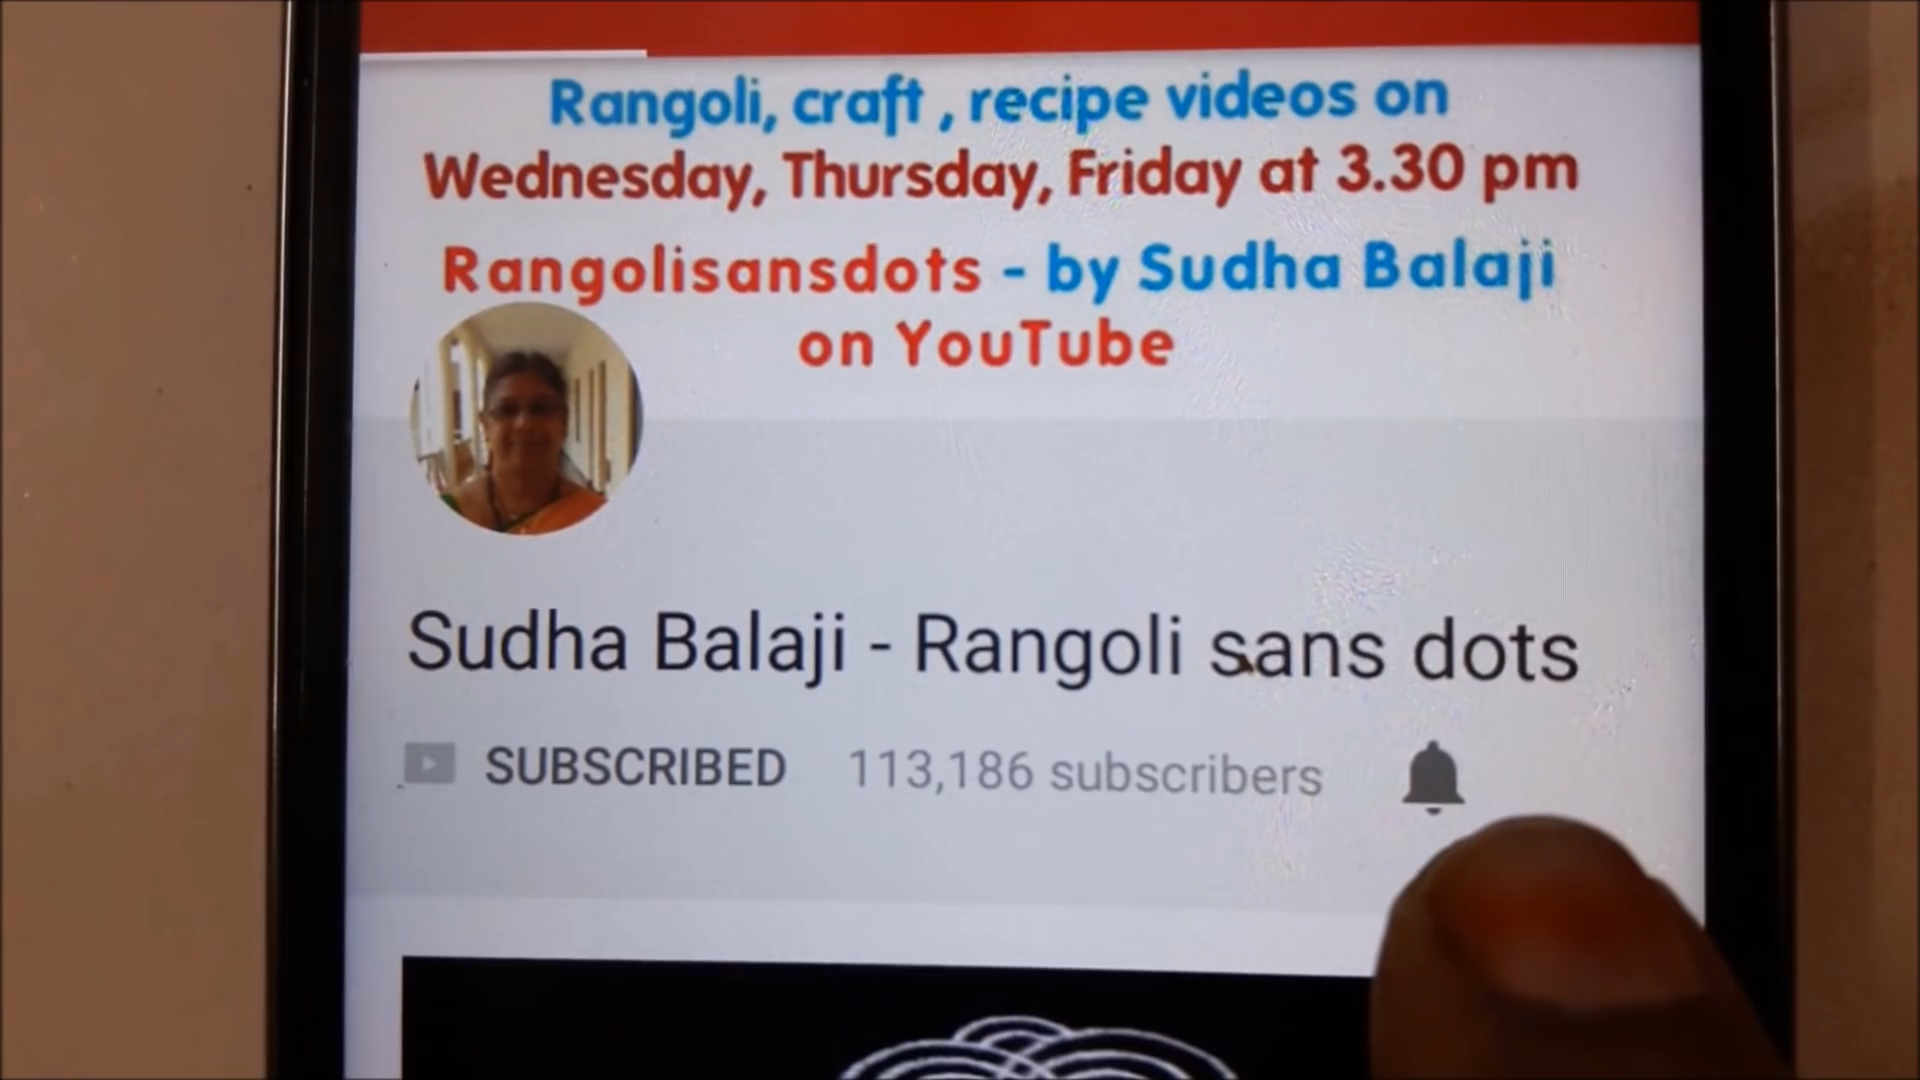 Rangoli, craft , recipe videos on
Wednesday, Thursday, Friday at 3.30 pm
Rangolisansdots - by Sudha Balaji
on YouTube
Sudha Balaji - Rangoli sans dots
SUBSCRIBED 113,186 subscribers